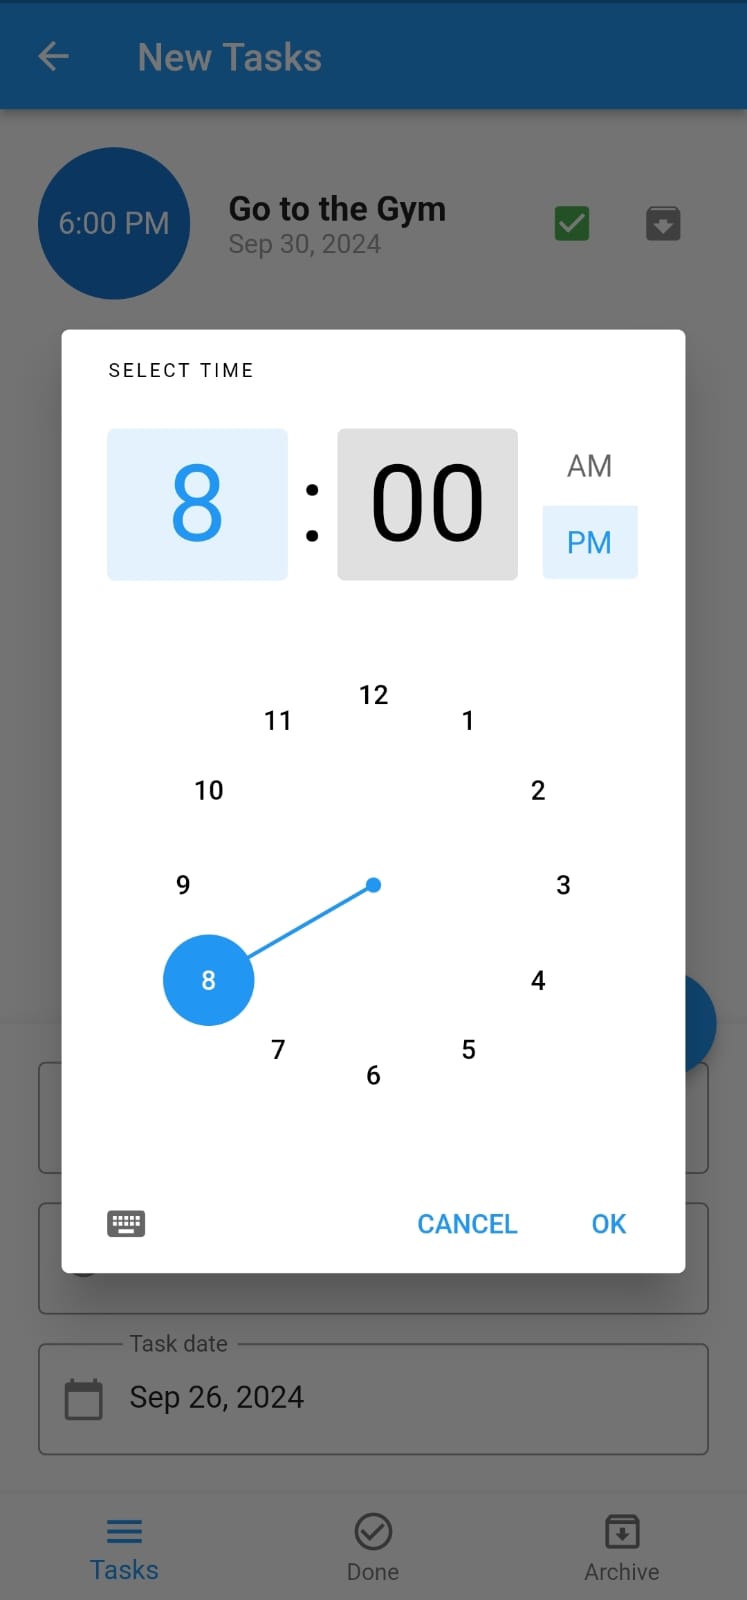 New Tasks
6:00 PM
Go to the Gym
Sep 30, 2024
SELECT TIME
8 : 00
AM
PM
12
11
1
10
2
9
3
8
4
7
5
6
CANCEL OK
Task date
Sep 26, 2024
Tasks Done Archive